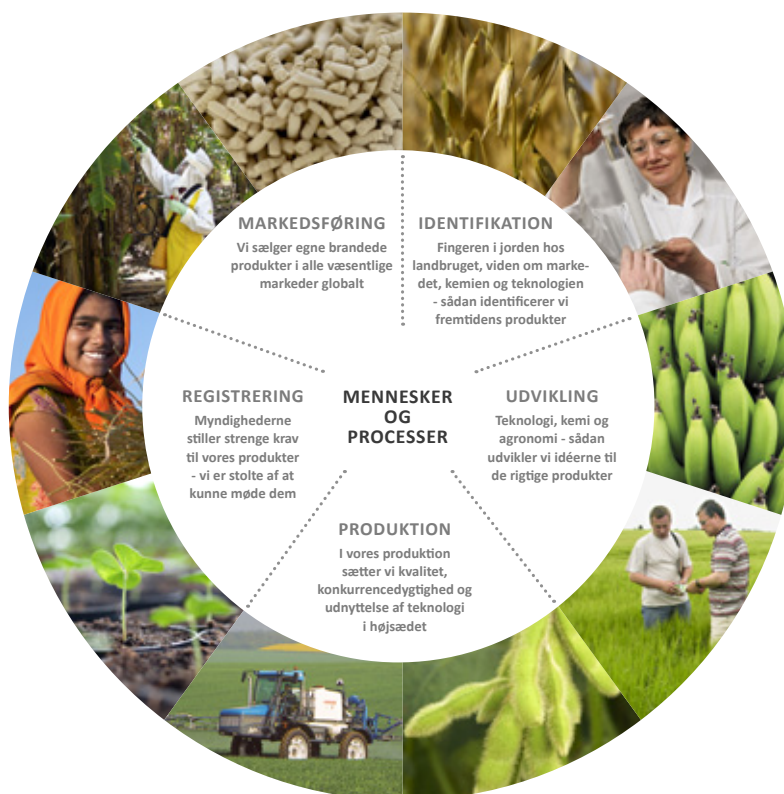 MARKEDSFØRING
Vi sælger egne brandede
produkter i alle væsentlige
markeder globalt
IDENTIFIKATION
Fingeren i jorden hos
landbruget, viden om marke-
det, kemien og teknologien
- sådan identificerer vi
fremtidens produkter
REGISTRERING
Myndighederne
stiller strenge krav
til vores produkter
- vi er stolte af at
kunne møde dem
MENNESKER
OG
PROCESSER
UDVIKLING
Teknologi, kemi og
agronomi - sådan
udvikler vi idéerne til
de rigtige produkter
PRODUKTION
I vores produktion
sætter vi kvalitet,
konkurrencedygtighed og
udnyttelse af teknologi
i højsædet